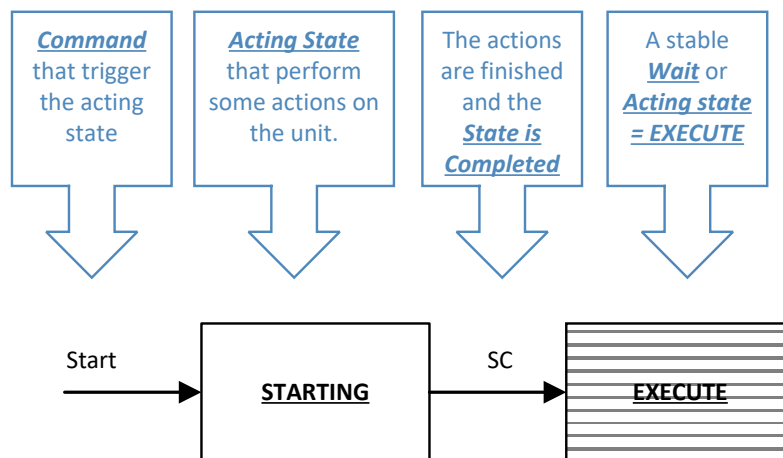 Command
that trigger
the acting
state
Acting State
that perform
some actions on
the unit.
The actions
are finished
and the
State is
Completed
A stable
Wait or
Acting state
= EXECUTE
Start
STARTING
SC
EXECUTE